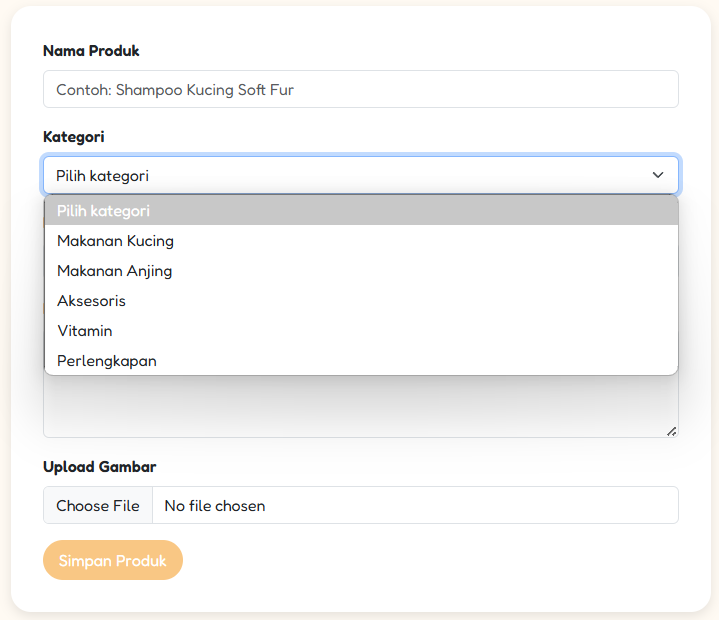 Nama Produk
Contoh: Shampoo Kucing Soft Fur
Kategori
Pilih kategori
Pilih kategori
Makanan Kucing
Makanan Anjing
Aksesoris
Vitamin
Perlengkapan
Upload Gambar
Choose File No file chosen
Simpan Produk